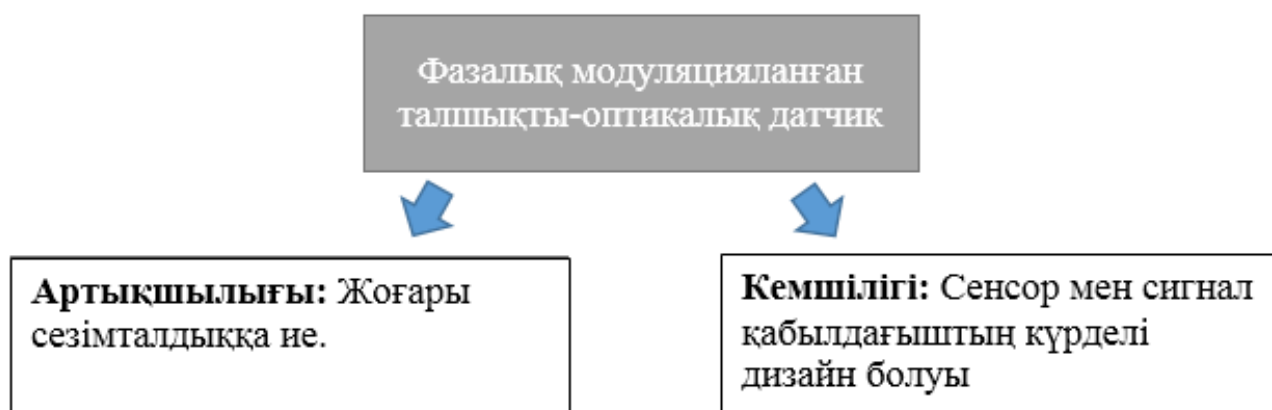 Фазалық модуляцияланған
талшықты-оптикалық датчик
Артықшылығы: Жоғары
сезімталдыққа ие.
Кемшілігі: Сенсор мен сигнал
қабылдағыштың күрделі
дизайн болуы